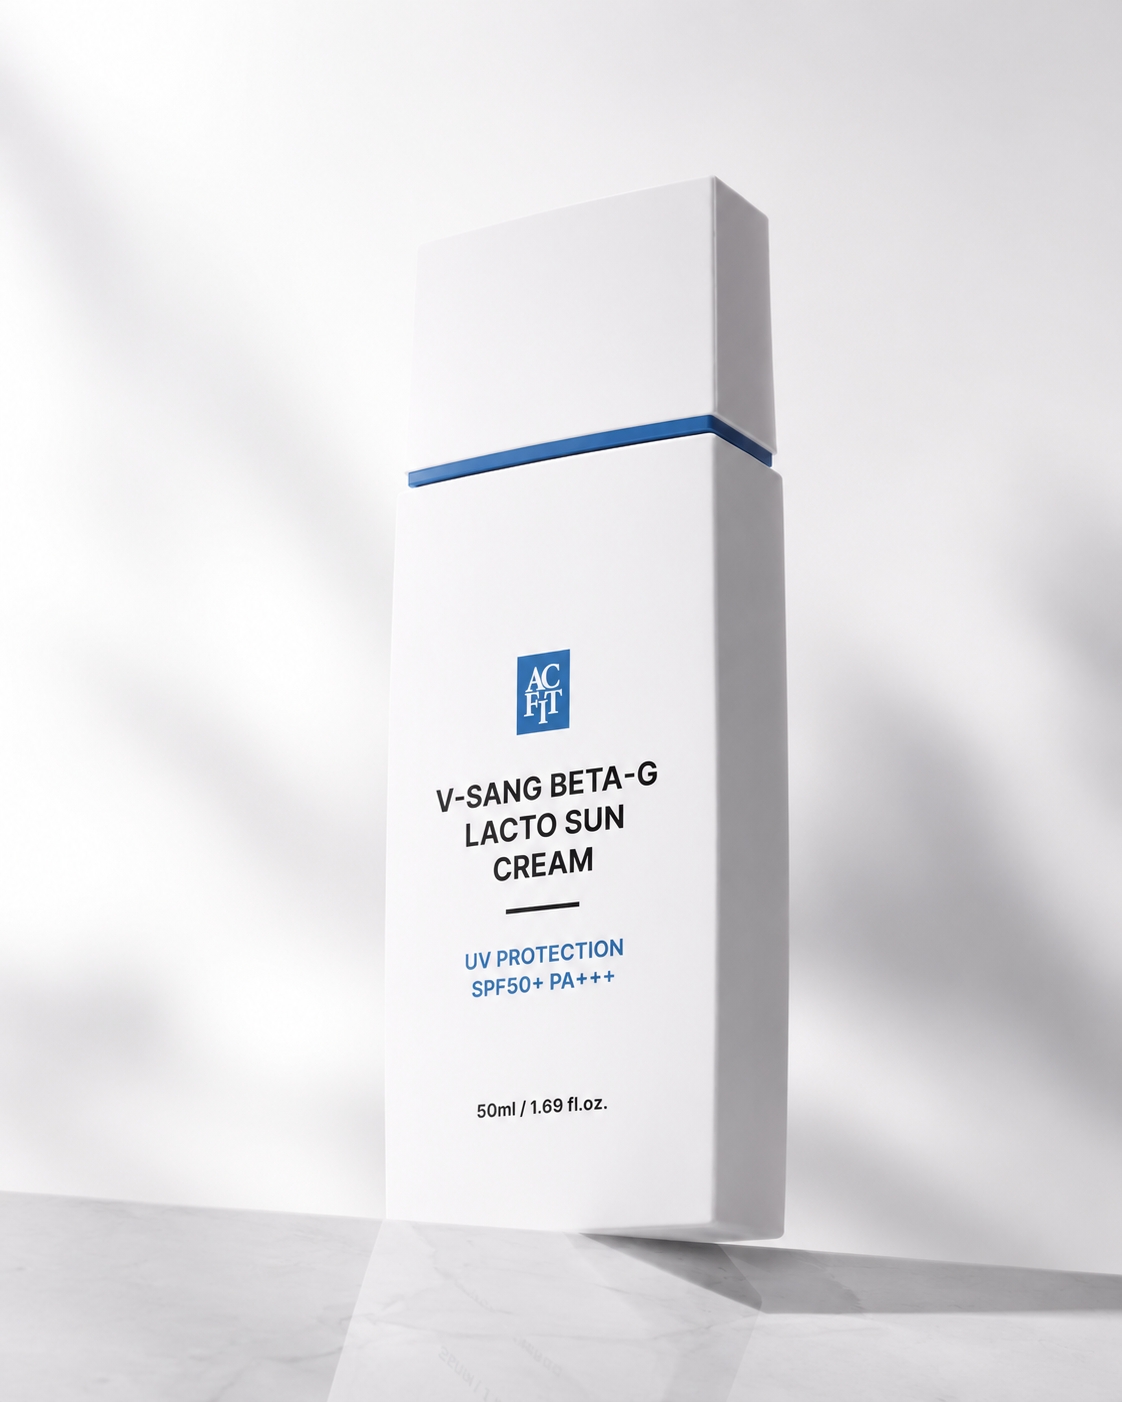 AC
FIT
V-SANG BETA-G
LACTO SUN
CREAM
UV PROTECTION
SPF50+ PA+++
50ml / 1.69 fl.oz.